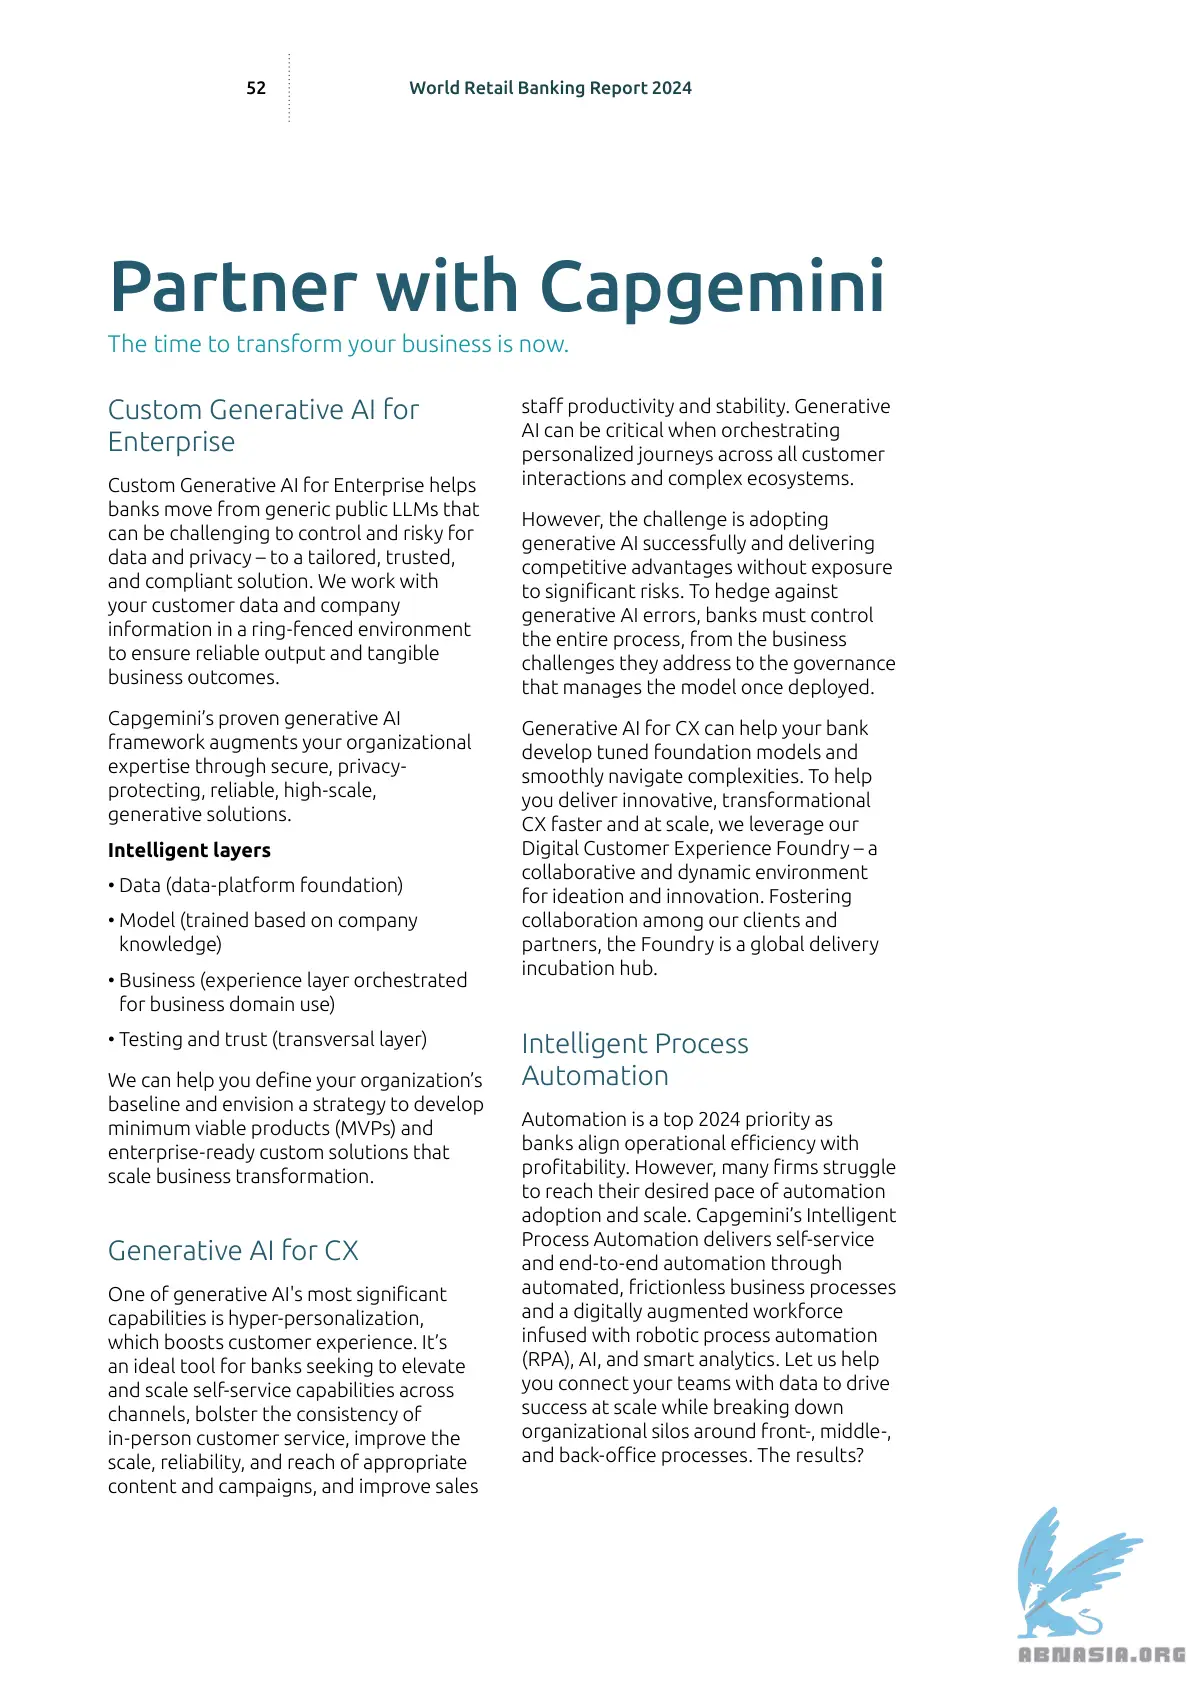 52
World Retail Banking Report 2024
Partner with Capgemini
The time to transform your business is now.
Custom Generative AI for
Enterprise
Custom Generative AI for Enterprise helps
banks move from generic public LLMs that
can be challenging to control and risky for
data and privacy – to a tailored, trusted,
and compliant solution. We work with
your customer data and company
information in a ring-fenced environment
to ensure reliable output and tangible
business outcomes.
Capgemini’s proven generative AI
framework augments your organizational
expertise through secure, privacy-
protecting, reliable, high-scale,
generative solutions.
Intelligent layers
• Data (data-platform foundation)
• Model (trained based on company
knowledge)
• Business (experience layer orchestrated
for business domain use)
• Testing and trust (transversal layer)
We can help you define your organization’s
baseline and envision a strategy to develop
minimum viable products (MVPs) and
enterprise-ready custom solutions that
scale business transformation.
Generative AI for CX
One of generative AI's most significant
capabilities is hyper-personalization,
which boosts customer experience. It’s
an ideal tool for banks seeking to elevate
and scale self-service capabilities across
channels, bolster the consistency of
in-person customer service, improve the
scale, reliability, and reach of appropriate
content and campaigns, and improve sales
staff productivity and stability. Generative
AI can be critical when orchestrating
personalized journeys across all customer
interactions and complex ecosystems.
However, the challenge is adopting
generative AI successfully and delivering
competitive advantages without exposure
to significant risks. To hedge against
generative AI errors, banks must control
the entire process, from the business
challenges they address to the governance
that manages the model once deployed.
Generative AI for CX can help your bank
develop tuned foundation models and
smoothly navigate complexities. To help
you deliver innovative, transformational
CX faster and at scale, we leverage our
Digital Customer Experience Foundry – a
collaborative and dynamic environment
for ideation and innovation. Fostering
collaboration among our clients and
partners, the Foundry is a global delivery
incubation hub.
Intelligent Process
Automation
Automation is a top 2024 priority as
banks align operational efficiency with
profitability. However, many firms struggle
to reach their desired pace of automation
adoption and scale. Capgemini’s Intelligent
Process Automation delivers self-service
and end-to-end automation through
automated, frictionless business processes
and a digitally augmented workforce
infused with robotic process automation
(RPA), AI, and smart analytics. Let us help
you connect your teams with data to drive
success at scale while breaking down
organizational silos around front-, middle-,
and back-office processes. The results?
ABNASIA.ORG